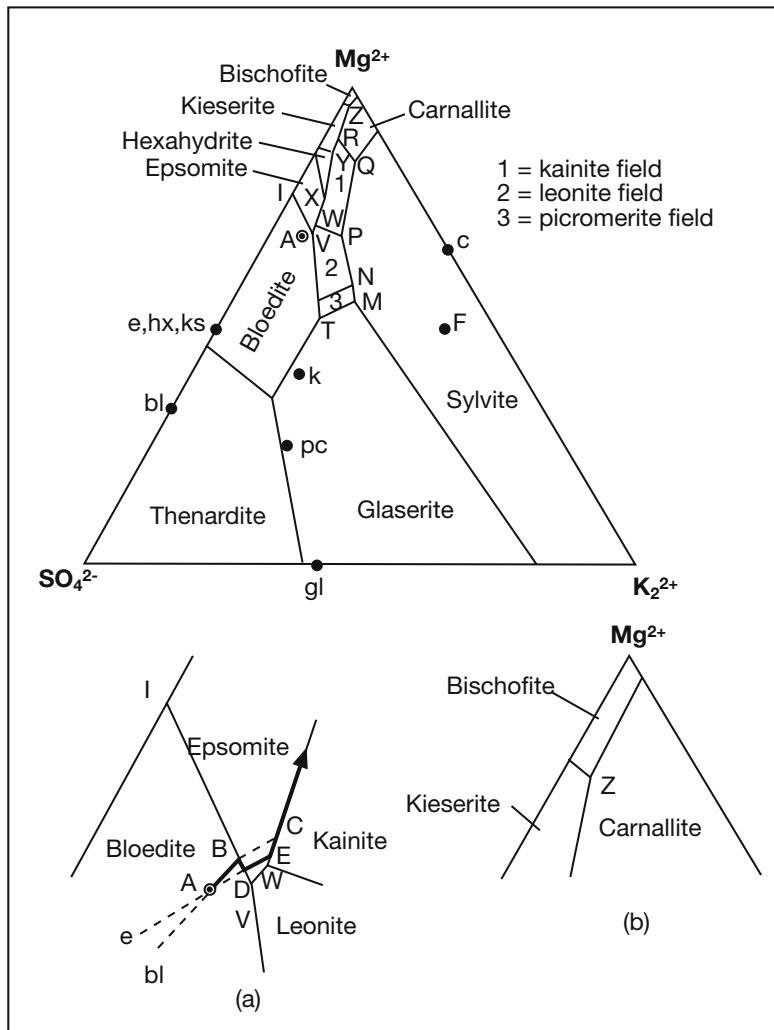 Mg²⁺
Bischofite
Kieserite
Carnallite
Z
Hexahydrite
R
Epsomite
Y
Q
1
1 = kainite field
2 = leonite field
3 = picromerite field
I
X
W
A
V
P
c
2
N
Bloedite
3
M
e,hx,ks
T
F
k
Sylvite
bl
pc
Thenardite
Glaserite
SO₄²⁻
gl
K₂²⁺
I
Epsomite
Bloedite
B
C
Kainite
A
E
D
W
e
V
Leonite
bl
(a)
Mg²⁺
Bischofite
Z
Kieserite
Carnallite
(b)